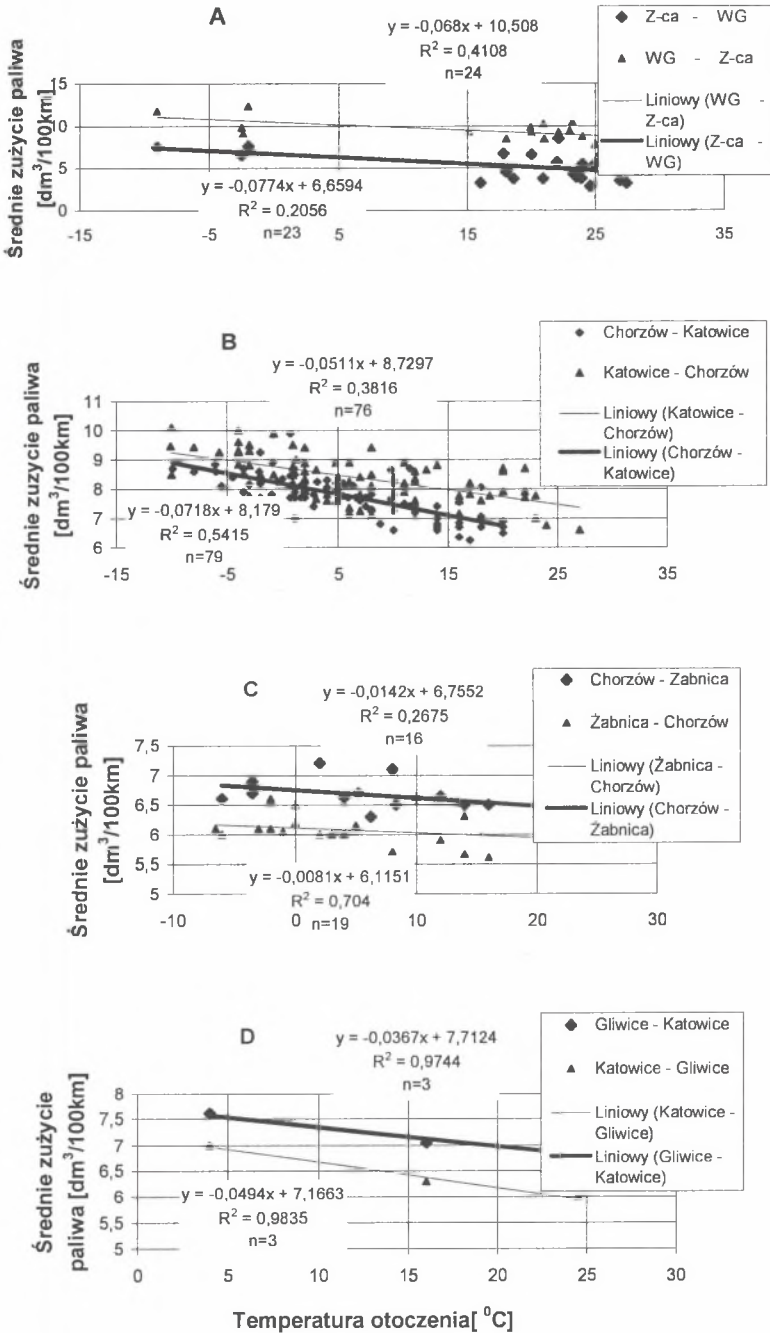 A
y = -0,068x + 10,508
R² = 0,4108
n=24
Z-ca - WG
WG - Z-ca
Liniowy (WG -
Z-ca)
Liniowy (Z-ca -
WG)
Średnie zużycie paliwa
[dm³/100km]
15
10
5
0
y = -0,0774x + 6,6594
R² = 0,2056
n=23
-15
-5
5
15
25
35
B
y = -0,0511x + 8,7297
R² = 0,3816
n=76
Chorzów - Katowice
Katowice - Chorzów
Liniowy (Katowice -
Chorzów)
Liniowy (Chorzów -
Katowice)
Średnie zużycie paliwa
[dm³/100km]
11
10
9
8
7
6
y = -0,0718x + 8,179
R² = 0,5415
n=79
-15
-5
5
15
25
35
C
y = -0,0142x + 6,7552
R² = 0,2675
n=16
Chorzów - Żabnica
Żabnica - Chorzów
Liniowy (Żabnica -
Chorzów)
Liniowy (Chorzów -
Żabnica)
Średnie zużycie paliwa
[dm³/100km]
7,5
7
6,5
6
5,5
5
y = -0,0081x + 6,1151
R² = 0,704
n=19
-10
0
10
20
30
D
y = -0,0367x + 7,7124
R² = 0,9744
n=3
Gliwice - Katowice
Katowice - Gliwice
Liniowy (Katowice -
Gliwice)
Liniowy (Gliwice -
Katowice)
Średnie zużycie
paliwa [dm³/100km]
8
7,5
7
6,5
6
5,5
5
y = -0,0494x + 7,1663
R² = 0,9835
n=3
0
5
10
15
20
25
30
Temperatura otoczenia[ ⁰C]